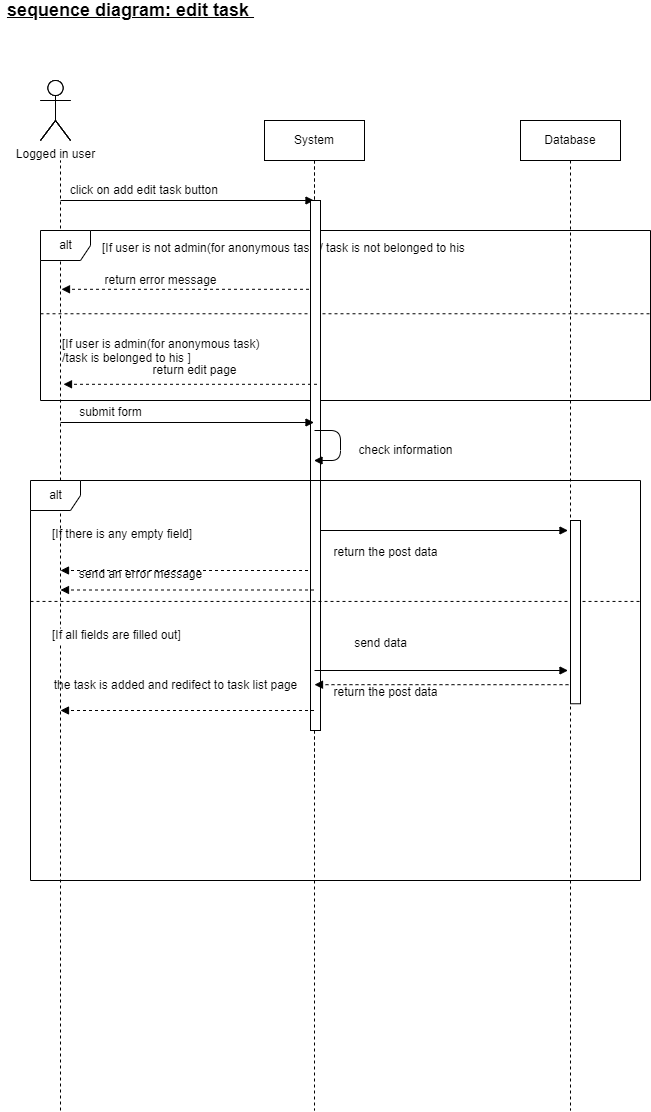 sequence diagram: edit task
Logged in user
System
Database
click on add edit task button
alt
[If user is not admin(for anonymous tas / task is not belonged to his
return error message
[If user is admin(for anonymous task)
/task is belonged to his ]
return edit page
submit form
check information
alt
[If there is any empty field]
return the post data
send an error message
[If all fields are filled out]
send data
the task is added and redifect to task list page
return the post data